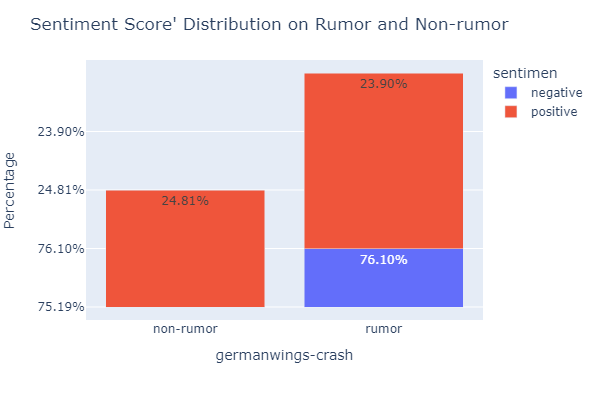 Sentiment Score' Distribution on Rumor and Non-rumor
sentimen
negative
positive
Percentage
23.90%
24.81%
76.10%
75.19%
24.81%
23.90%
76.10%
non-rumor
rumor
germanwings-crash